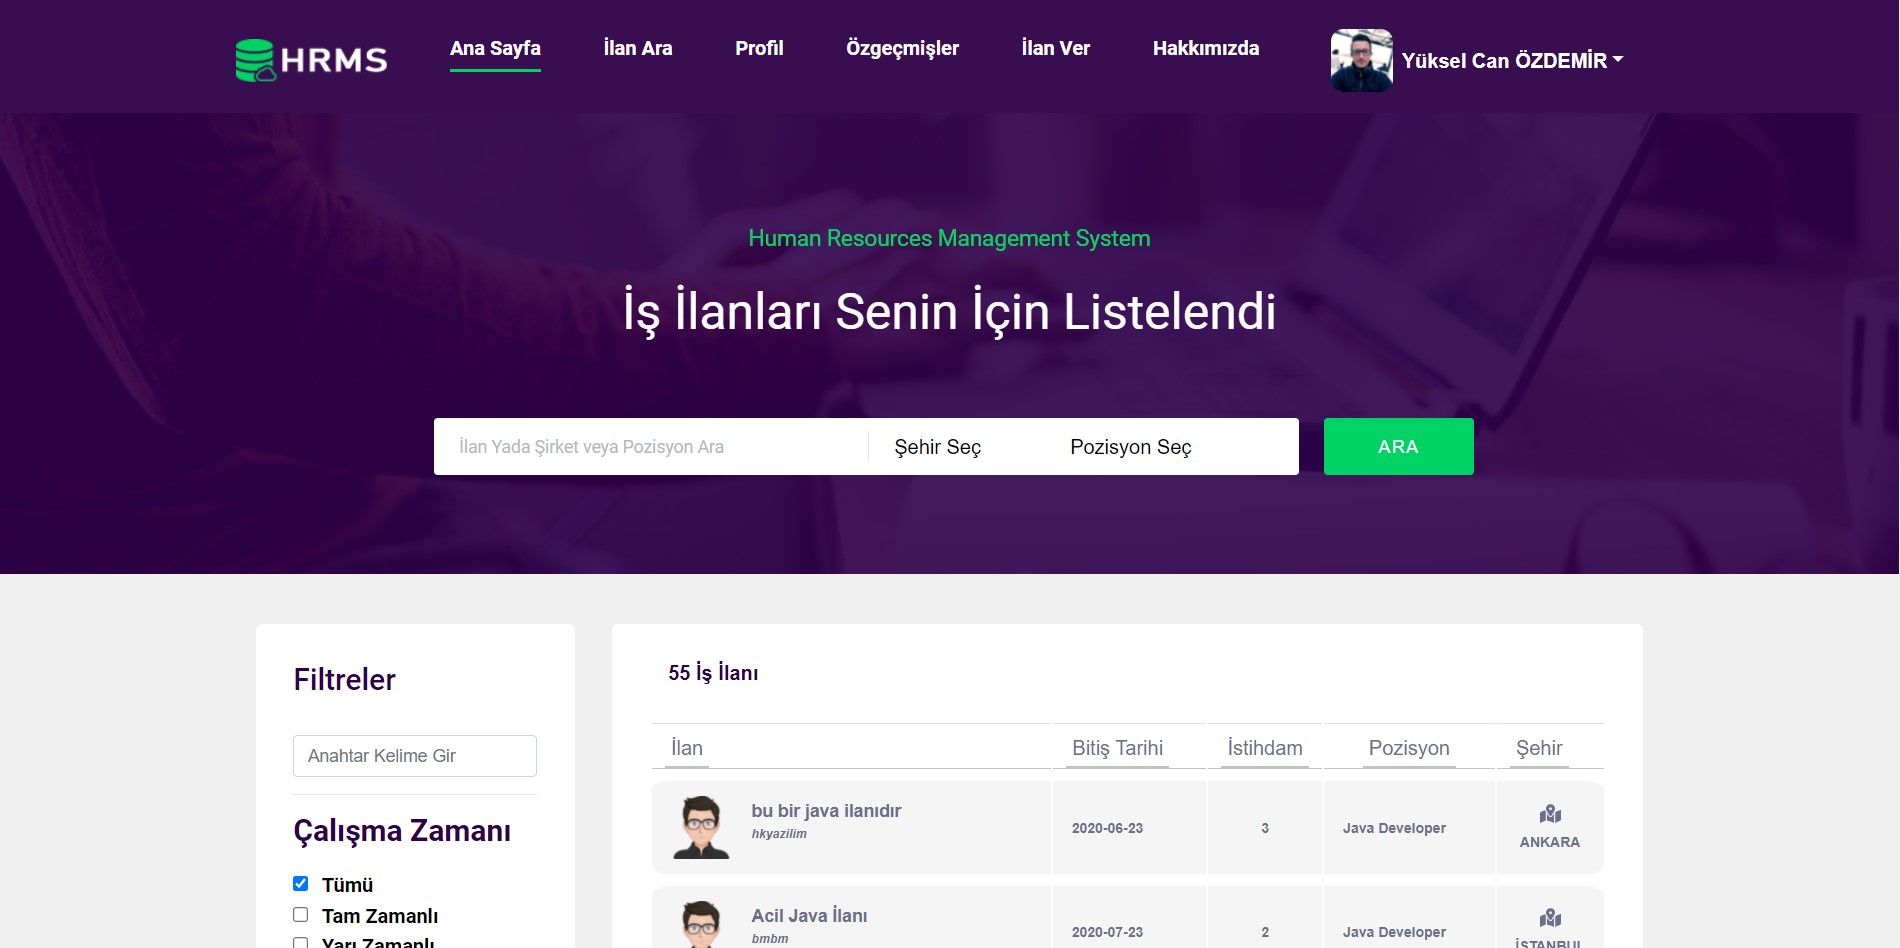 HRMS
Ana Sayfa
İlan Ara
Profil
Özgeçmişler
İlan Ver
Hakkımızda
Yüksel Can ÖZDEMİR
Human Resources Management System
İş İlanları Senin İçin Listelendi
İlan Yada Şirket veya Pozisyon Ara
Şehir Seç
Pozisyon Seç
ARA
Filtreler
Anahtar Kelime Gir
Çalışma Zamanı
Tümü
Tam Zamanlı
Yarı Zamanlı
55 İş İlanı
İlan Bitiş Tarihi İstihdam Pozisyon Şehir
bu bir java ilanıdır
hkyazilim
2020-06-23 3 Java Developer
ANKARA
Acil Java İlanı
bmbm
2020-07-23 2 Java Developer
İSTANBUL